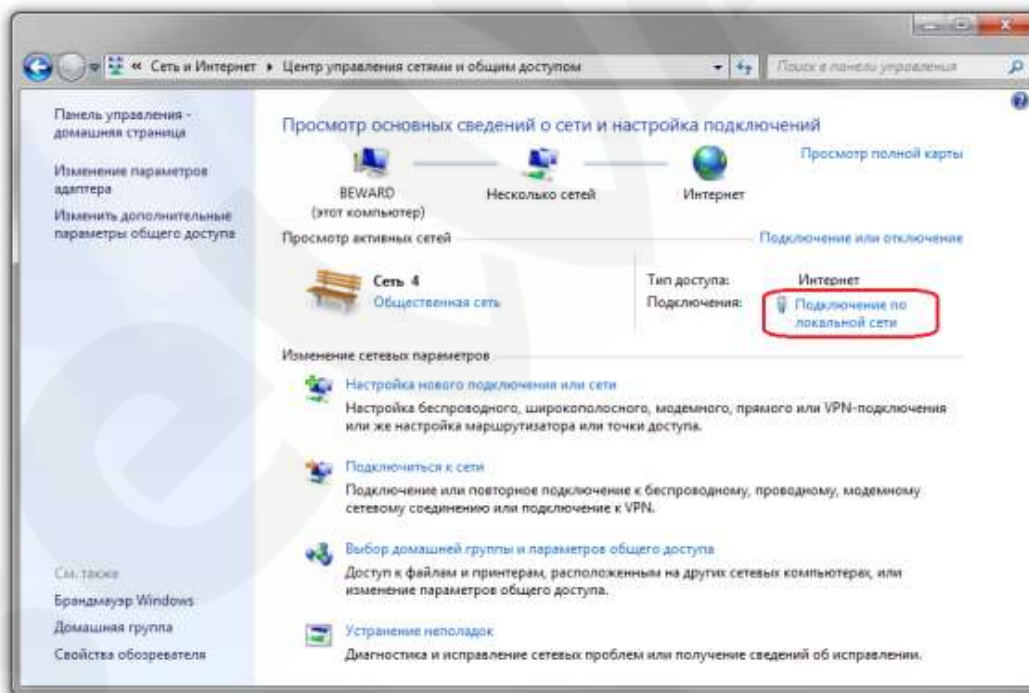 « Сеть и Интернет ▸ Центр управления сетями и общим доступом
Поиск в панели управления
Панель управления -
домашняя страница
Изменение параметров
адаптера
Изменить дополнительные
параметры общего доступа
Просмотр основных сведений о сети и настройка подключений
Просмотр полной карты
BEWARD
(этот компьютер)
Несколько сетей
Интернет
Просмотр активных сетей
Подключение или отключение
Сеть 4
Общественная сеть
Тип доступа: Интернет
Подключения: Подключение по
локальной сети
Изменение сетевых параметров
Настройка нового подключения или сети
Настройка беспроводного, широкополосного, модемного, прямого или VPN-подключения
или же настройка маршрутизатора или точки доступа.
Подключиться к сети
Подключение или повторное подключение к беспроводному, проводному, модемному
сетевому соединению или подключение к VPN.
Выбор домашней группы и параметров общего доступа
Доступ к файлам и принтерам, расположенным на других сетевых компьютерах, или
изменение параметров общего доступа.
Устранение неполадок
Диагностика и исправление сетевых проблем или получение сведений об исправлении.
См. также
Брандмауэр Windows
Домашняя группа
Свойства обозревателя